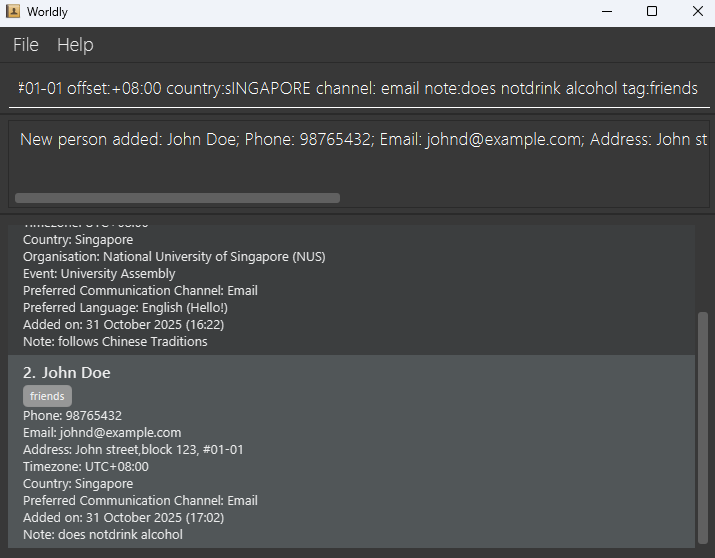 Worldly
File Help
#01-01 offset:+08:00 country:sINGAPORE channel: email note:does notdrink alcohol tag:friends
New person added: John Doe; Phone: 98765432; Email: johnd@example.com; Address: John st
Timezone: UTC+08:00
Country: Singapore
Organisation: National University of Singapore (NUS)
Event: University Assembly
Preferred Communication Channel: Email
Preferred Language: English (Hello!)
Added on: 31 October 2025 (16:22)
Note: follows Chinese Traditions
2. John Doe
friends
Phone: 98765432
Email: johnd@example.com
Address: John street,block 123, #01-01
Timezone: UTC+08:00
Country: Singapore
Preferred Communication Channel: Email
Added on: 31 October 2025 (17:02)
Note: does notdrink alcohol